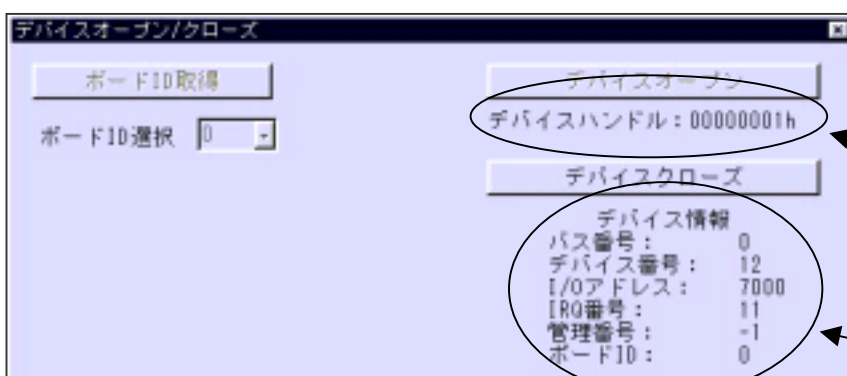 デバイスオープン/クローズ
ボードID取得
ボードID選択 0
デバイスオープン
デバイスハンドル：00000001h
デバイスクローズ
デバイス情報
バス番号： 0
デバイス番号： 12
I/Oアドレス： 7000
IRQ番号： 11
管理番号： -1
ボードID： 0